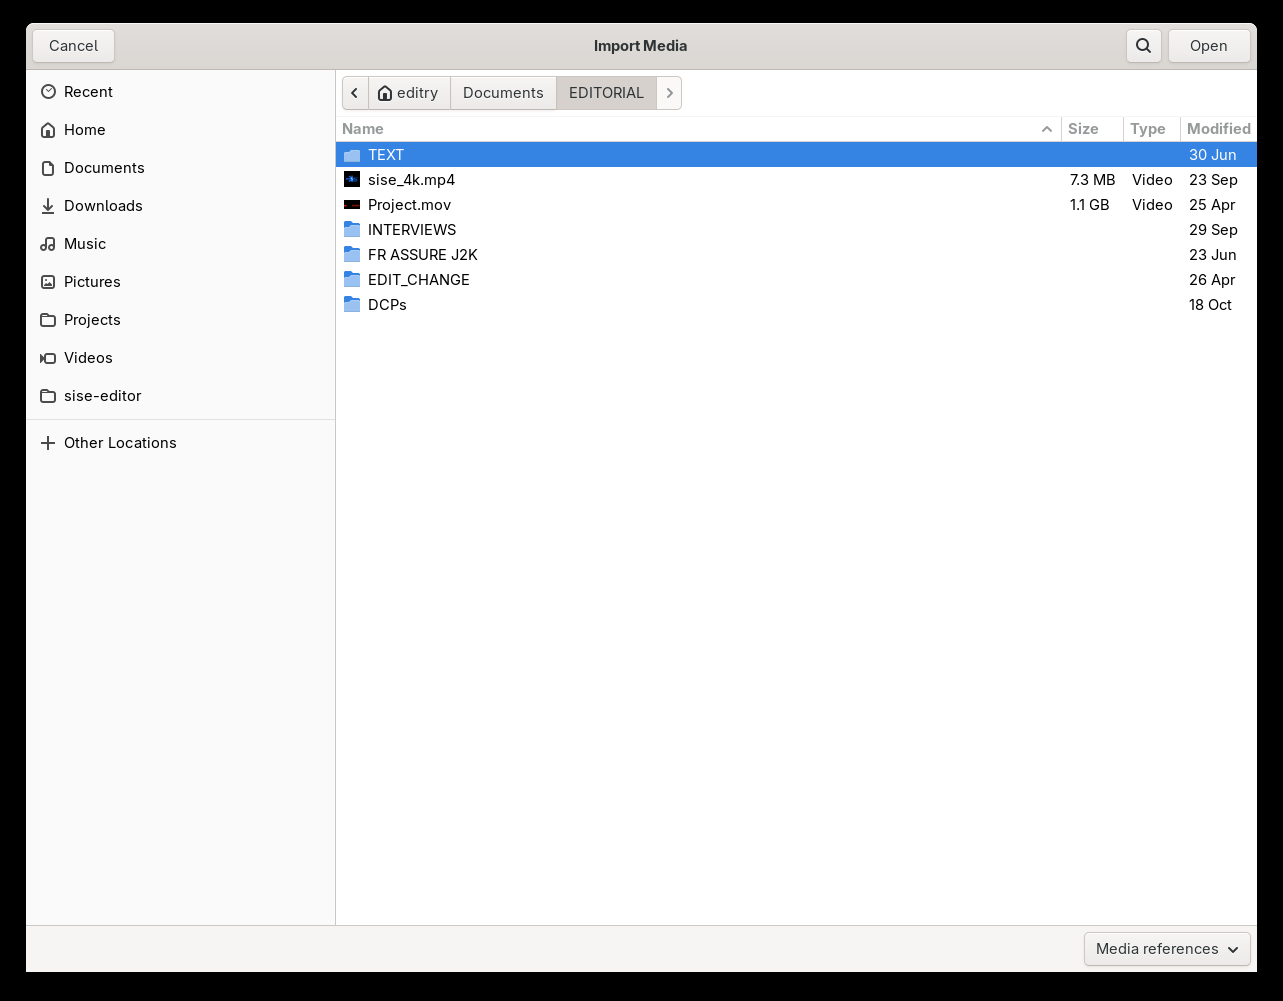 Cancel
Import Media
Open
Recent
Home
Documents
Downloads
Music
Pictures
Projects
Videos
sise-editor
Other Locations
editry Documents EDITORIAL
Name Size Type Modified
TEXT 30 Jun
sise_4k.mp4 7.3 MB Video 23 Sep
Project.mov 1.1 GB Video 25 Apr
INTERVIEWS 29 Sep
FR ASSURE J2K 23 Jun
EDIT_CHANGE 26 Apr
DCPs 18 Oct
Media references